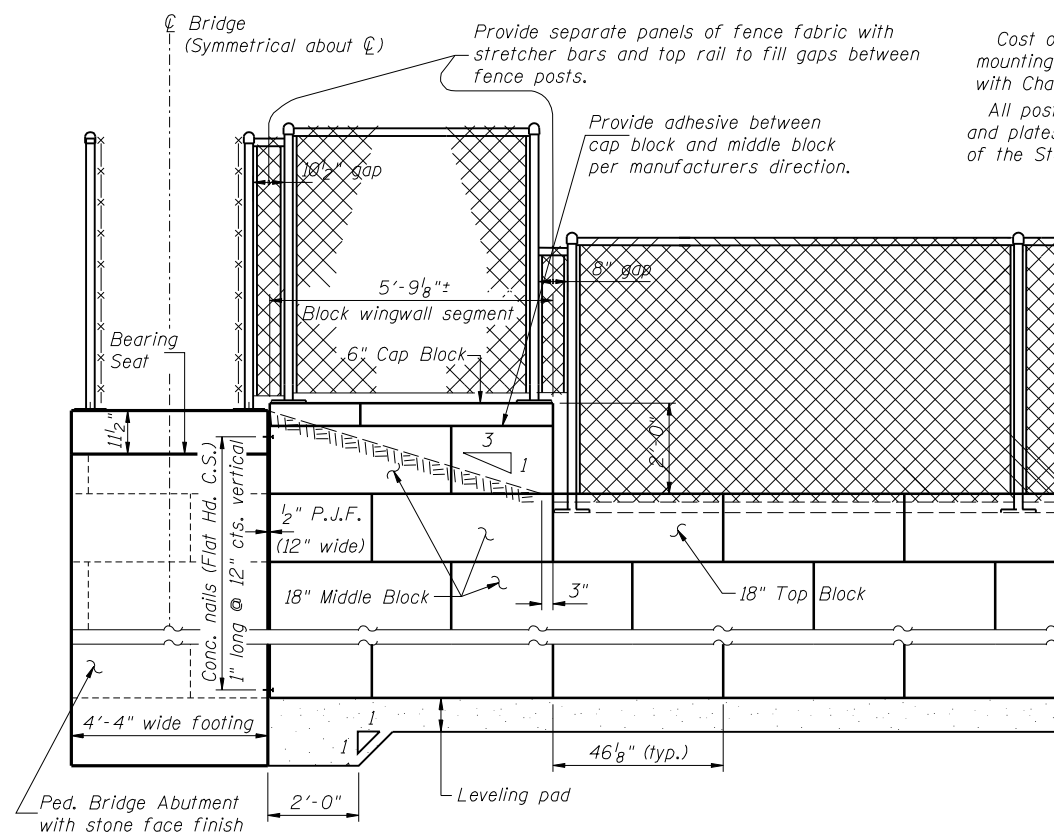 ℄ Bridge
(Symmetrical about ℄)
Provide separate panels of fence fabric with
stretcher bars and top rail to fill gaps between
fence posts.
Cost o
mounting
with Cha
All post
and plates
of the St
Provide adhesive between
cap block and middle block
per manufacturers direction.
10½" gap
8" gap
5'-9⅛"±
Block wingwall segment
6" Cap Block
Bearing
Seat
11½"
3
1
2'-0"
Conc. nails (Flat Hd. C.S.)
1" long @ 12" cts. vertical
½" P.J.F.
(12" wide)
18" Middle Block
3"
18" Top Block
4'-4" wide footing
1
1
46⅛" (typ.)
2'-0"
Leveling pad
Ped. Bridge Abutment
with stone face finish